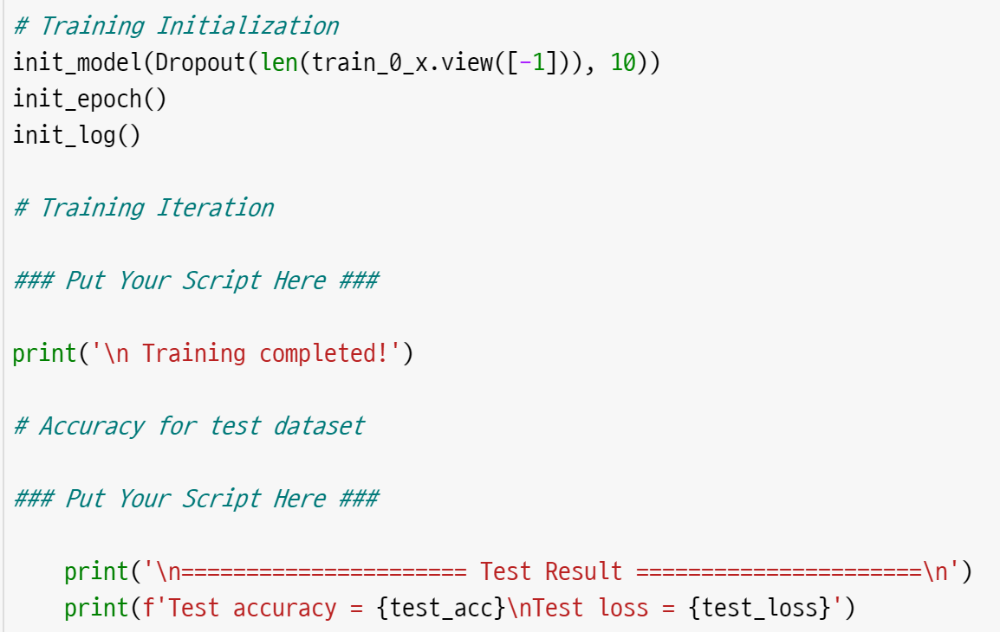 # Training Initialization
init_model(Dropout(len(train_0_x.view([-1])), 10))
init_epoch()
init_log()
# Training Iteration
### Put Your Script Here ###
print('\n Training completed!')
# Accuracy for test dataset
### Put Your Script Here ###
    print('\n====================== Test Result ======================\n')
    print(f'Test accuracy = {test_acc}\nTest loss = {test_loss}')